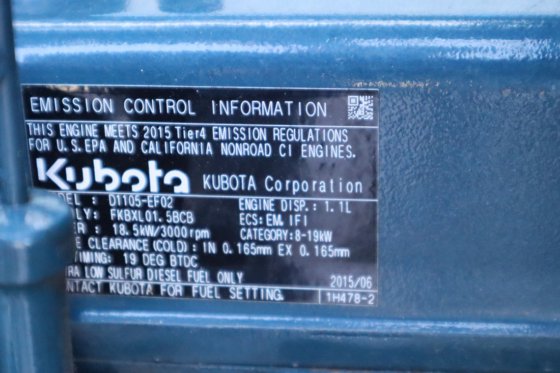 EMISSION CONTROL INFORMATION
THIS ENGINE MEETS 2015 Tier4 EMISSION REGULATIONS
FOR U.S. EPA AND CALIFORNIA NONROAD CI ENGINES.
Kubota KUBOTA Corporation
: D1105-EF02 ENGINE DISP.: 1.1L
FKBXL01.5BCB ECS: EM, IFI
: 18.5kW/3000rpm CATEGORY: 8-19kW
CLEARANCE (COLD) : IN 0.165mm EX 0.165mm
: 19 DEG BTDC
LOW SULFUR DIESEL FUEL ONLY 2015/06
KUBOTA FOR FUEL SETTING. 1H478-2